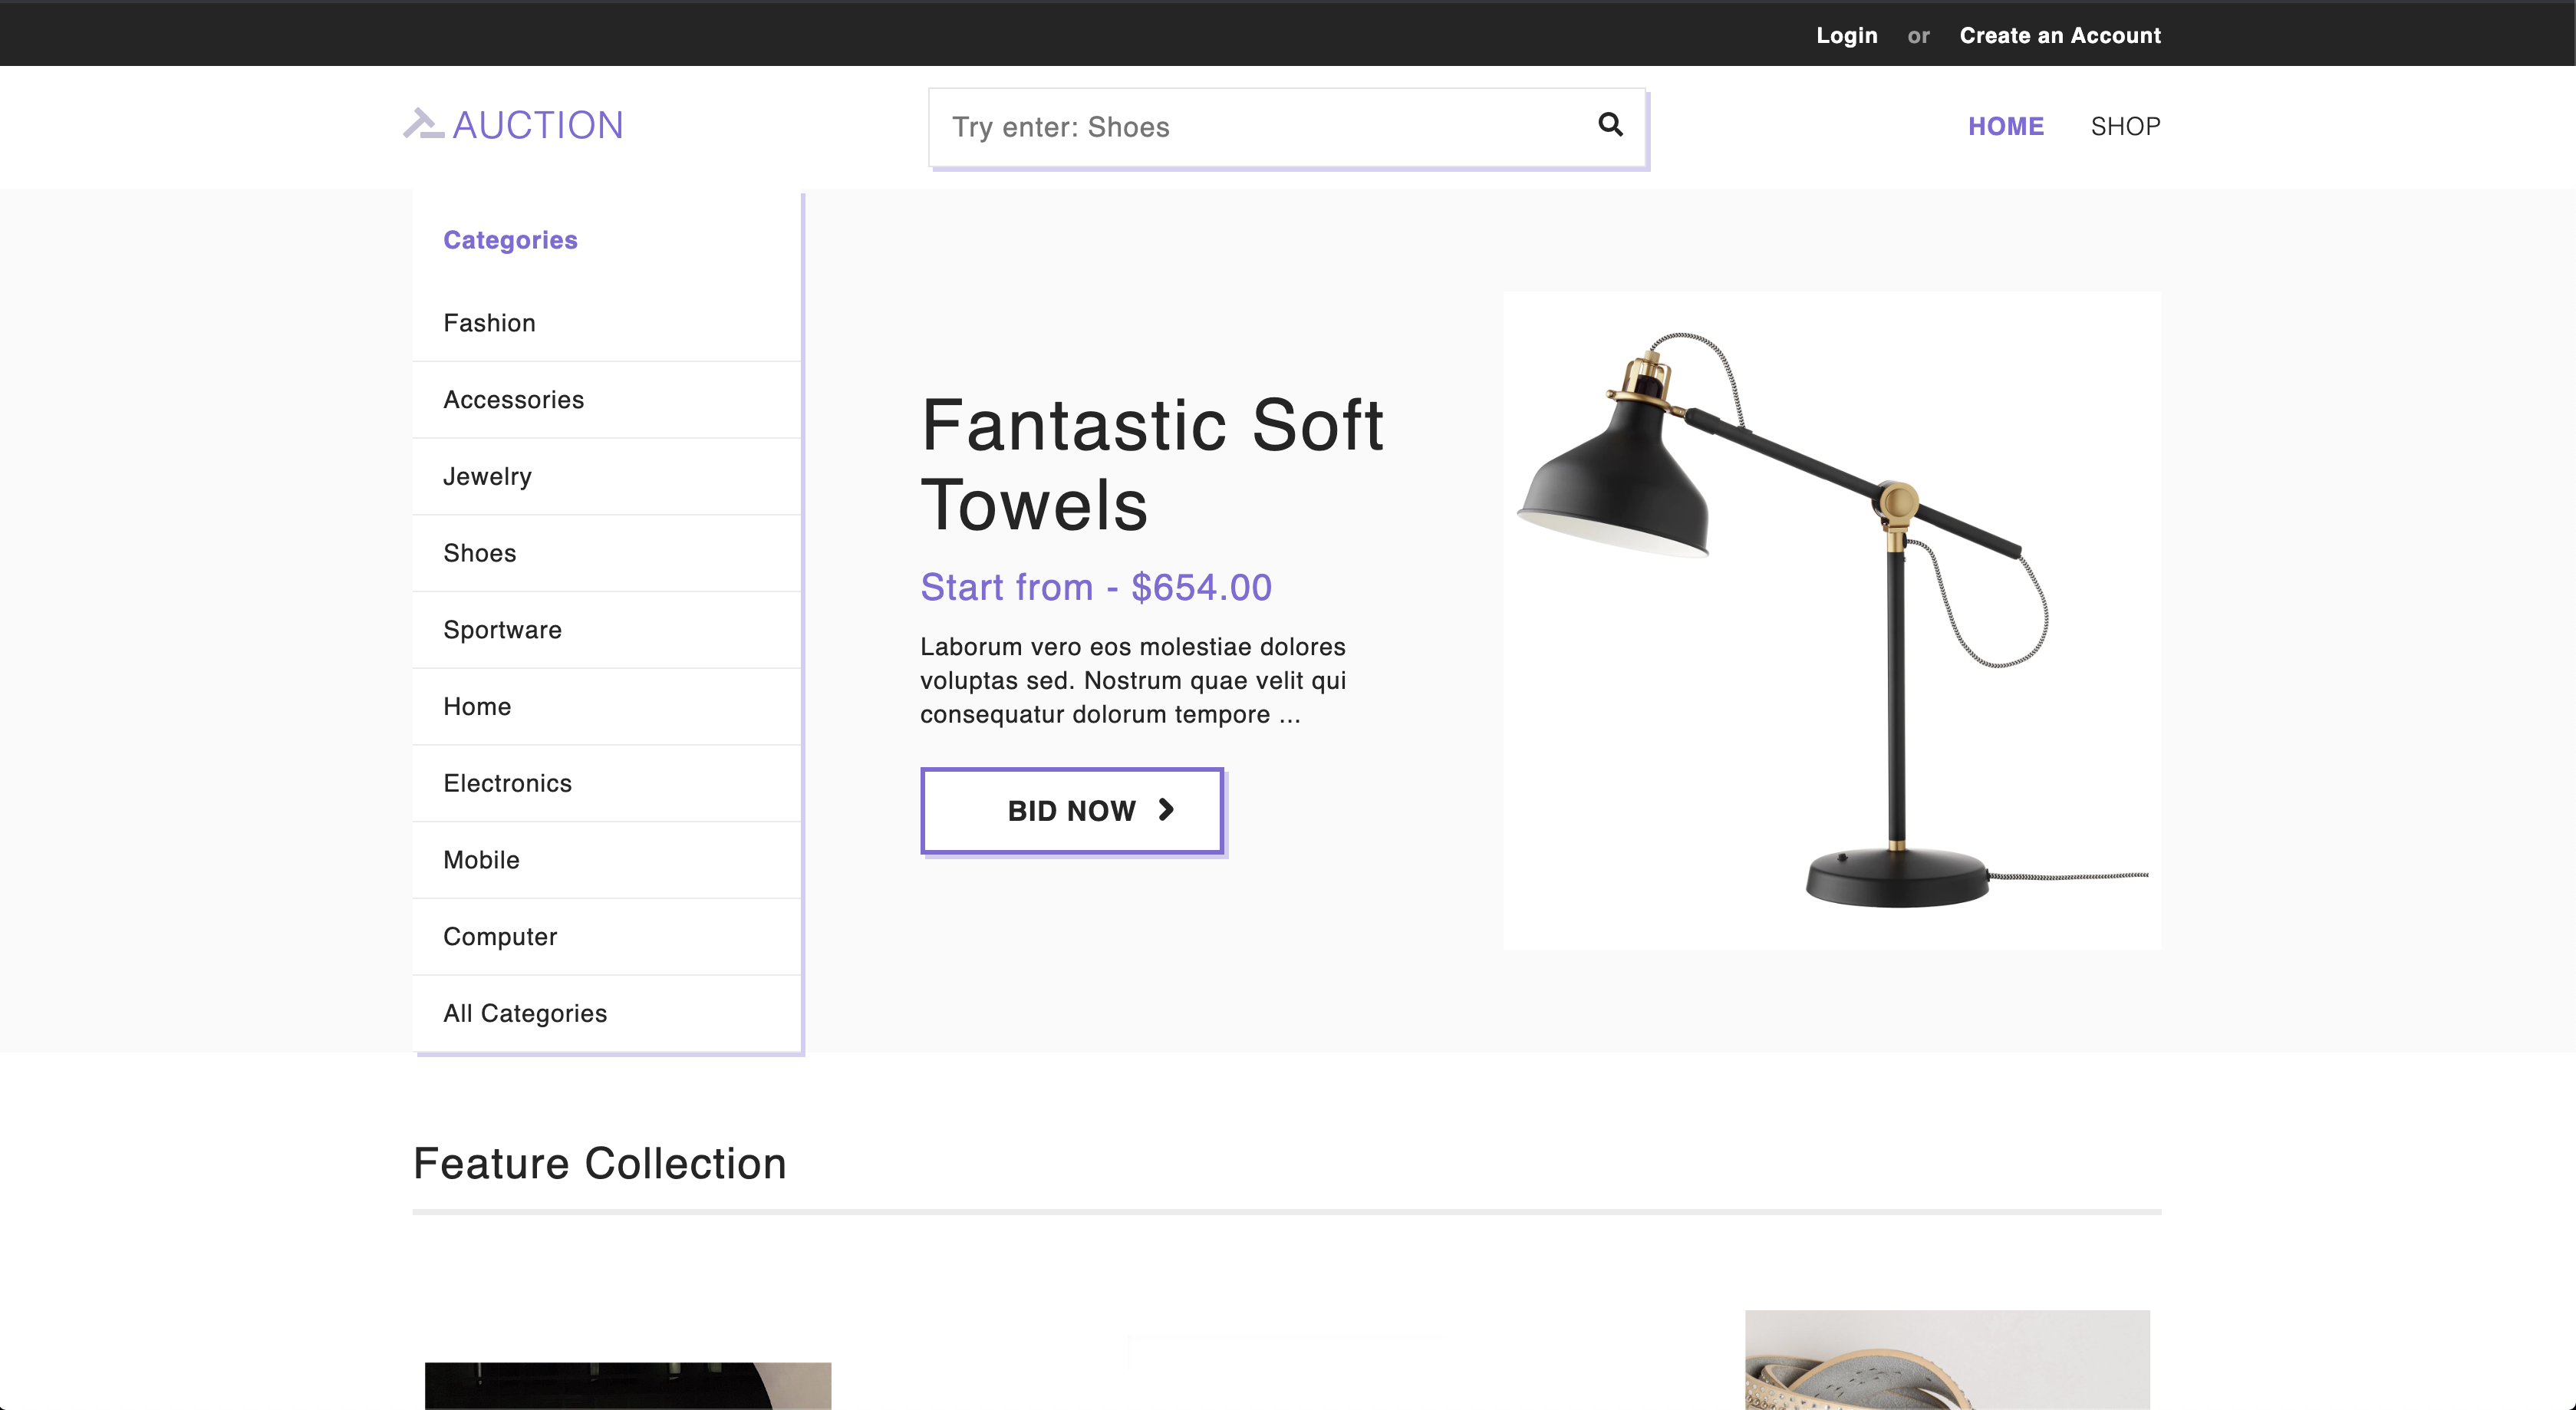 Login or Create an Account
AUCTION
Try enter: Shoes
HOME SHOP
Categories
Fashion
Accessories
Jewelry
Shoes
Sportware
Home
Electronics
Mobile
Computer
All Categories
Fantastic Soft
Towels
Start from - $654.00
Laborum vero eos molestiae dolores
voluptas sed. Nostrum quae velit qui
consequatur dolorum tempore ...
BID NOW
Feature Collection